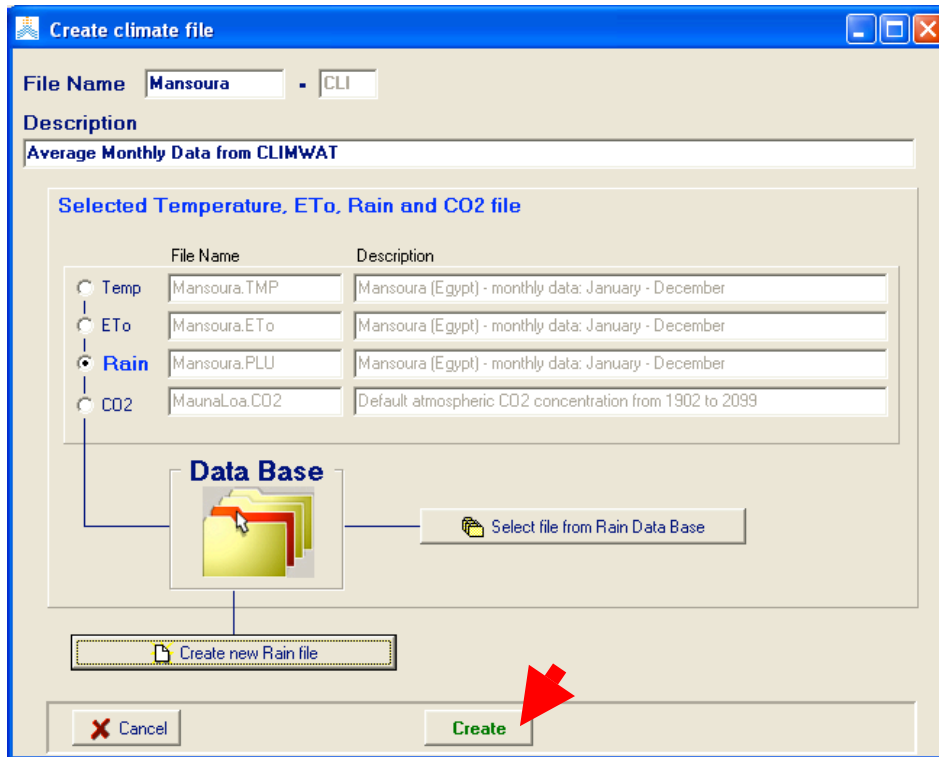 Create climate file
File Name Mansoura - CLI
Description
Average Monthly Data from CLIMWAT
Selected Temperature, ETo, Rain and CO2 file
File Name Description
Temp Mansoura.TMP Mansoura (Egypt) - monthly data: January - December
ETo Mansoura.ETo Mansoura (Egypt) - monthly data: January - December
Rain Mansoura.PLU Mansoura (Egypt) - monthly data: January - December
CO2 MaunaLoa.CO2 Default atmospheric CO2 concentration from 1902 to 2099
Data Base
Select file from Rain Data Base
Create new Rain file
Cancel Create